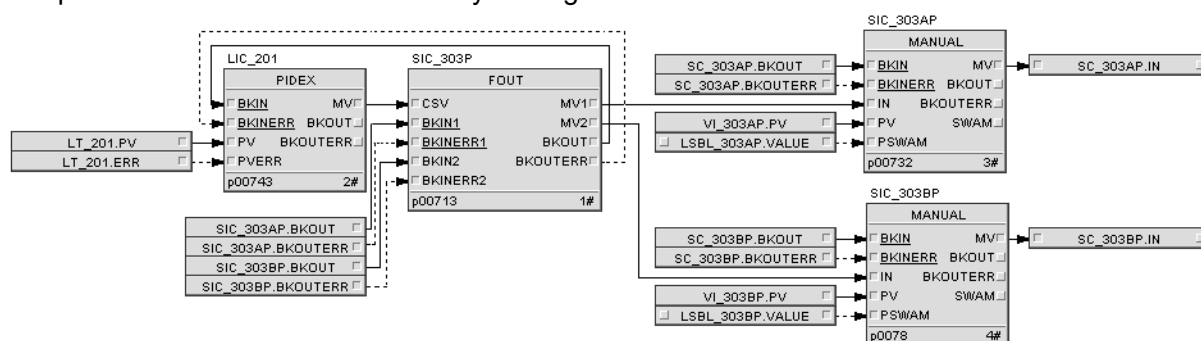 LT_201.PV
LT_201.ERR
LIC_201
PIDEX
BKIN MV
BKINERR BKOUT
PV BKOUTERR
PVERR
p00743 2#
SIC_303AP.BKOUT
SIC_303AP.BKOUTERR
SIC_303BP.BKOUT
SIC_303BP.BKOUTERR
SIC_303P
FOUT
CSV MV1
BKIN1 MV2
BKINERR1 BKOUT
BKIN2 BKOUTERR
BKINERR2
p00713 1#
SC_303AP.BKOUT
SC_303AP.BKOUTERR
VI_303AP.PV
LSBL_303AP.VALUE
SIC_303AP
MANUAL
BKIN MV
BKINERR BKOUT
IN BKOUTERR
PV SWAM
PSWAM
p00732 3#
SC_303AP.IN
SC_303BP.BKOUT
SC_303BP.BKOUTERR
VI_303BP.PV
LSBL_303BP.VALUE
SIC_303BP
MANUAL
BKIN MV
BKINERR BKOUT
IN BKOUTERR
PV SWAM
PSWAM
p0078 4#
SC_303BP.IN